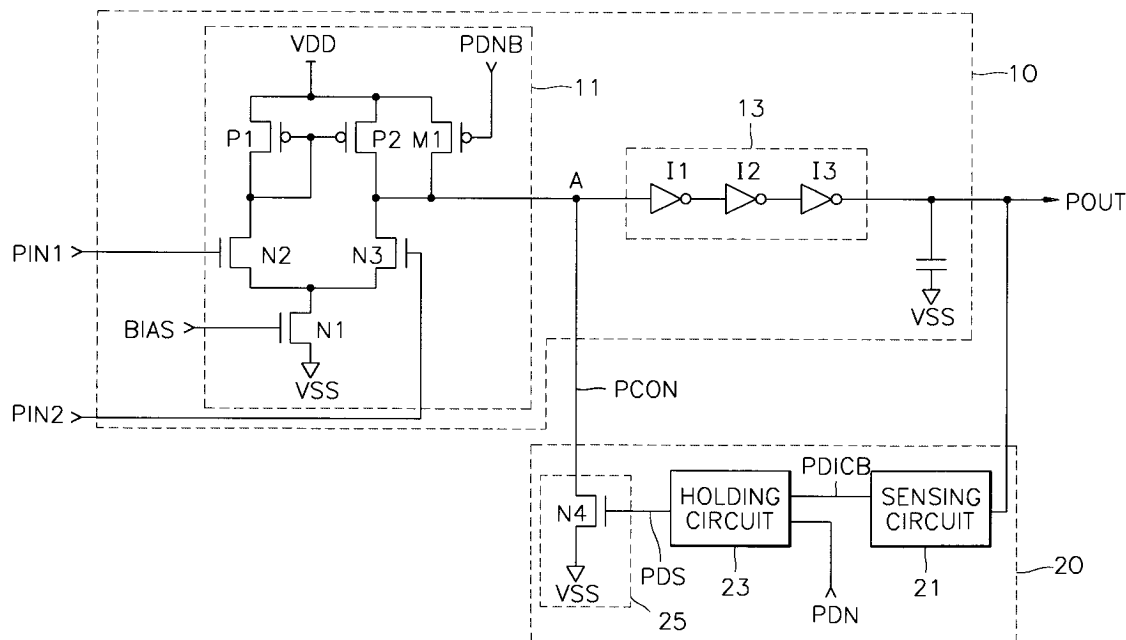 VDD
PDNB
10
11
13
P1
P2
M1
I1
I2
I3
A
POUT
PIN1
N2
N3
VSS
BIAS
N1
VSS
PCON
PIN2
PDICB
N4
HOLDING
CIRCUIT
SENSING
CIRCUIT
PDS
23
21
20
VSS
25
PDN